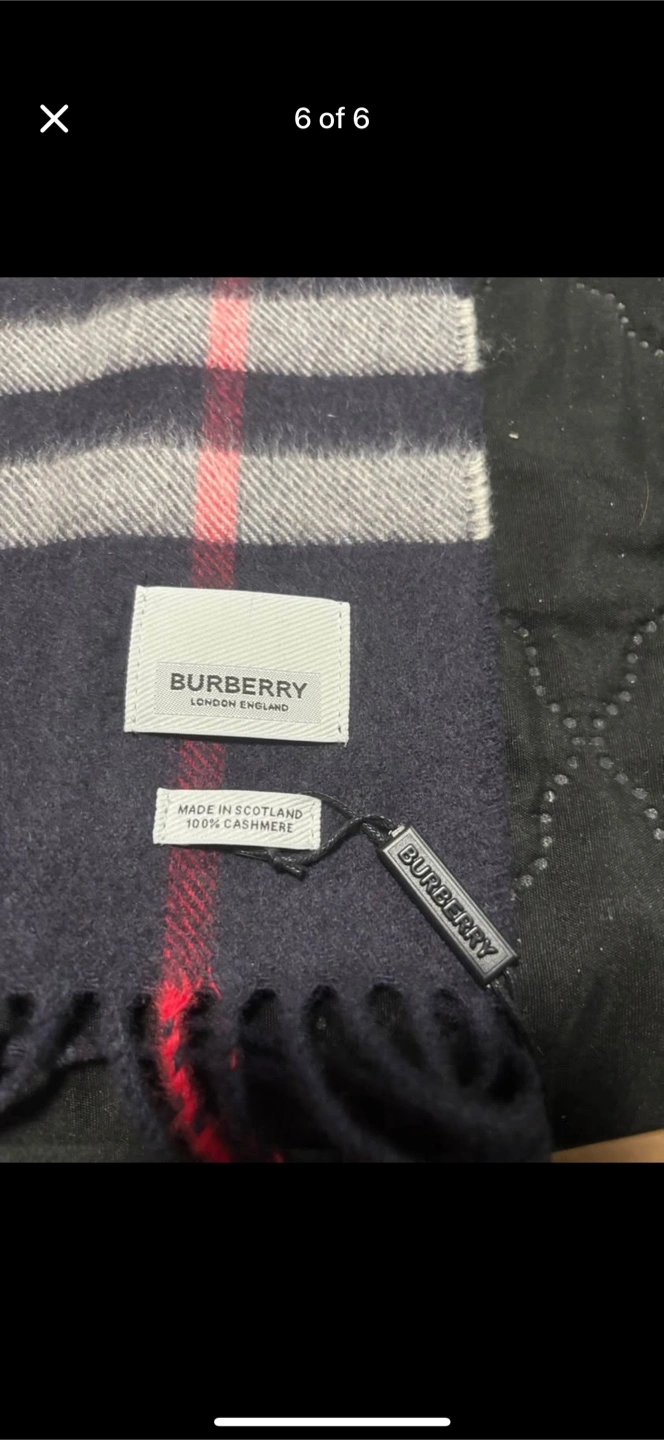 6 of 6
BURBERRY
LONDON ENGLAND
MADE IN SCOTLAND
100% CASHMERE
BURBERRY